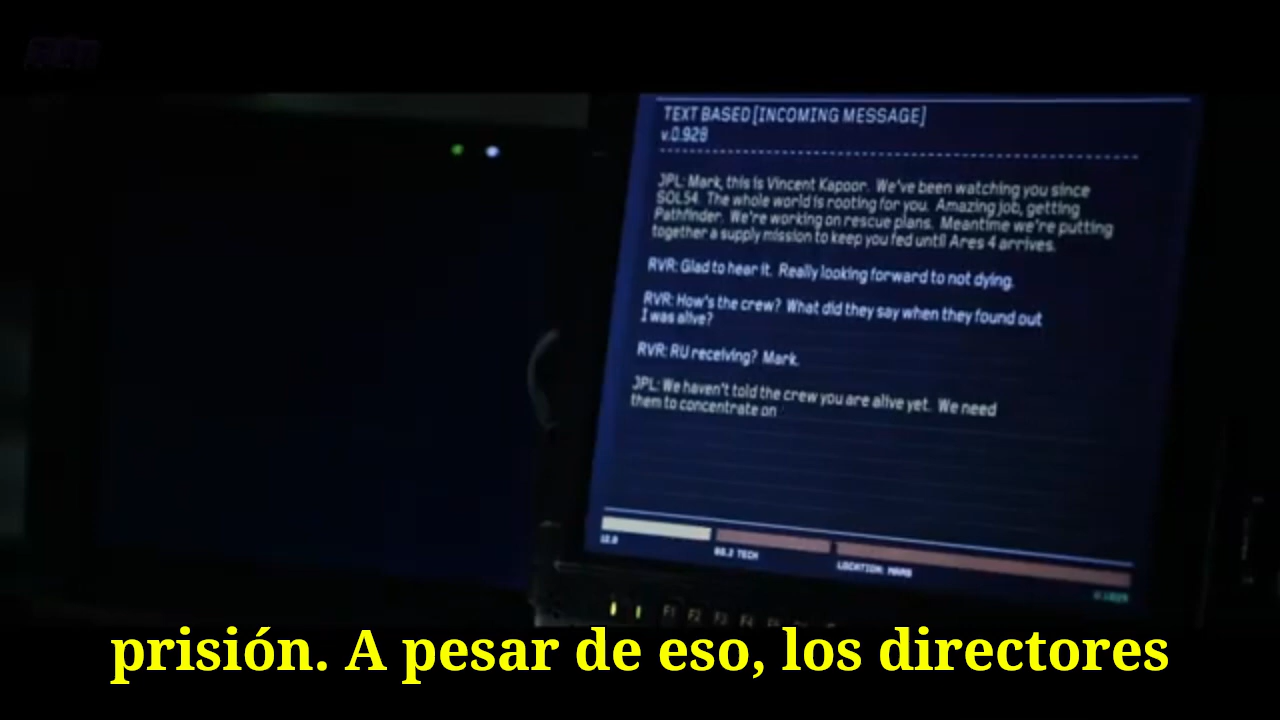 TEXT BASED [INCOMING MESSAGE]
v.0.928
JPL: Mark, this is Vincent Kapoor. We've been watching you since
SOL54. The whole world is rooting for you. Amazing job, getting
Pathfinder. We're working on rescue plans. Meantime we're putting
together a supply mission to keep you fed until Ares 4 arrives.
RVR: Glad to hear it. Really looking forward to not dying.
RVR: How's the crew? What did they say when they found out
I was alive?
RVR: RU receiving? Mark.
JPL: We haven't told the crew you are alive yet. We need
them to concentrate on
TECH
LOCATION: MARS
F1 F2 F3 F4
prisión. A pesar de eso, los directores